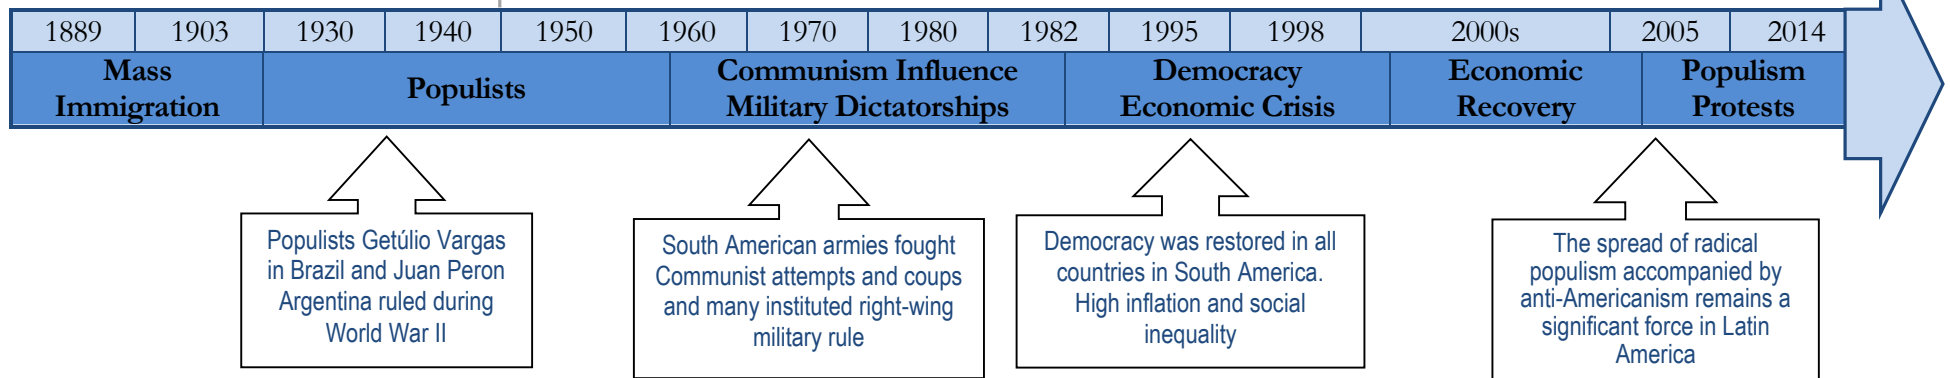 1889 1903 1930 1940 1950 1960 1970 1980 1982 1995 1998 2000s 2005 2014
Mass
Immigration
Populists
Communism Influence
Military Dictatorships
Democracy
Economic Crisis
Economic
Recovery
Populism
Protests
Populists Getúlio Vargas
in Brazil and Juan Peron
Argentina ruled during
World War II
South American armies fought
Communist attempts and coups
and many instituted right-wing
military rule
Democracy was restored in all
countries in South America.
High inflation and social
inequality
The spread of radical
populism accompanied by
anti-Americanism remains a
significant force in Latin
America